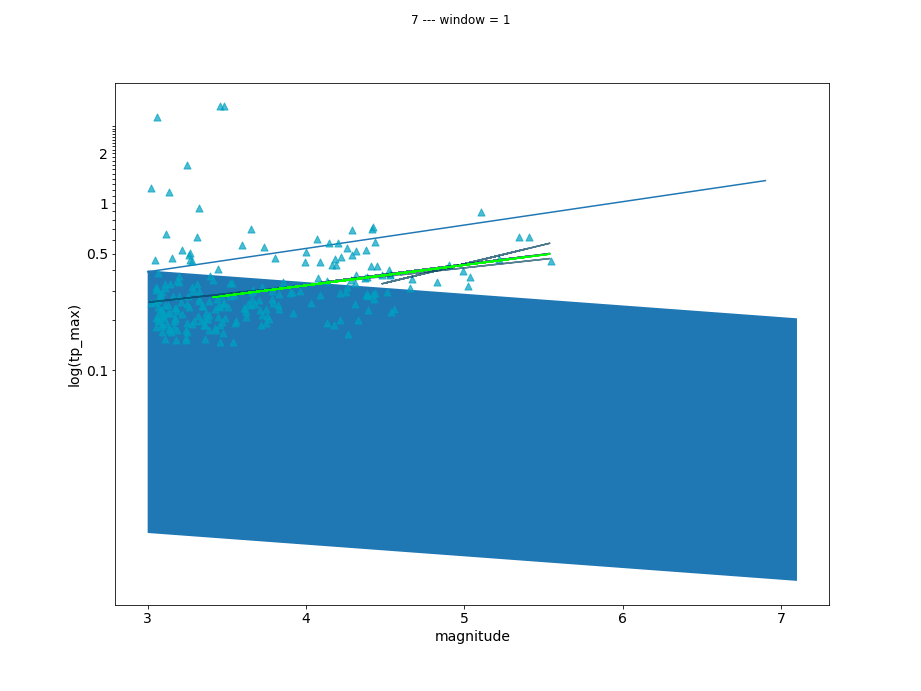 7 --- window = 1
2
1
0.5
0.1
log(tp_max)
3 4 5 6 7
magnitude